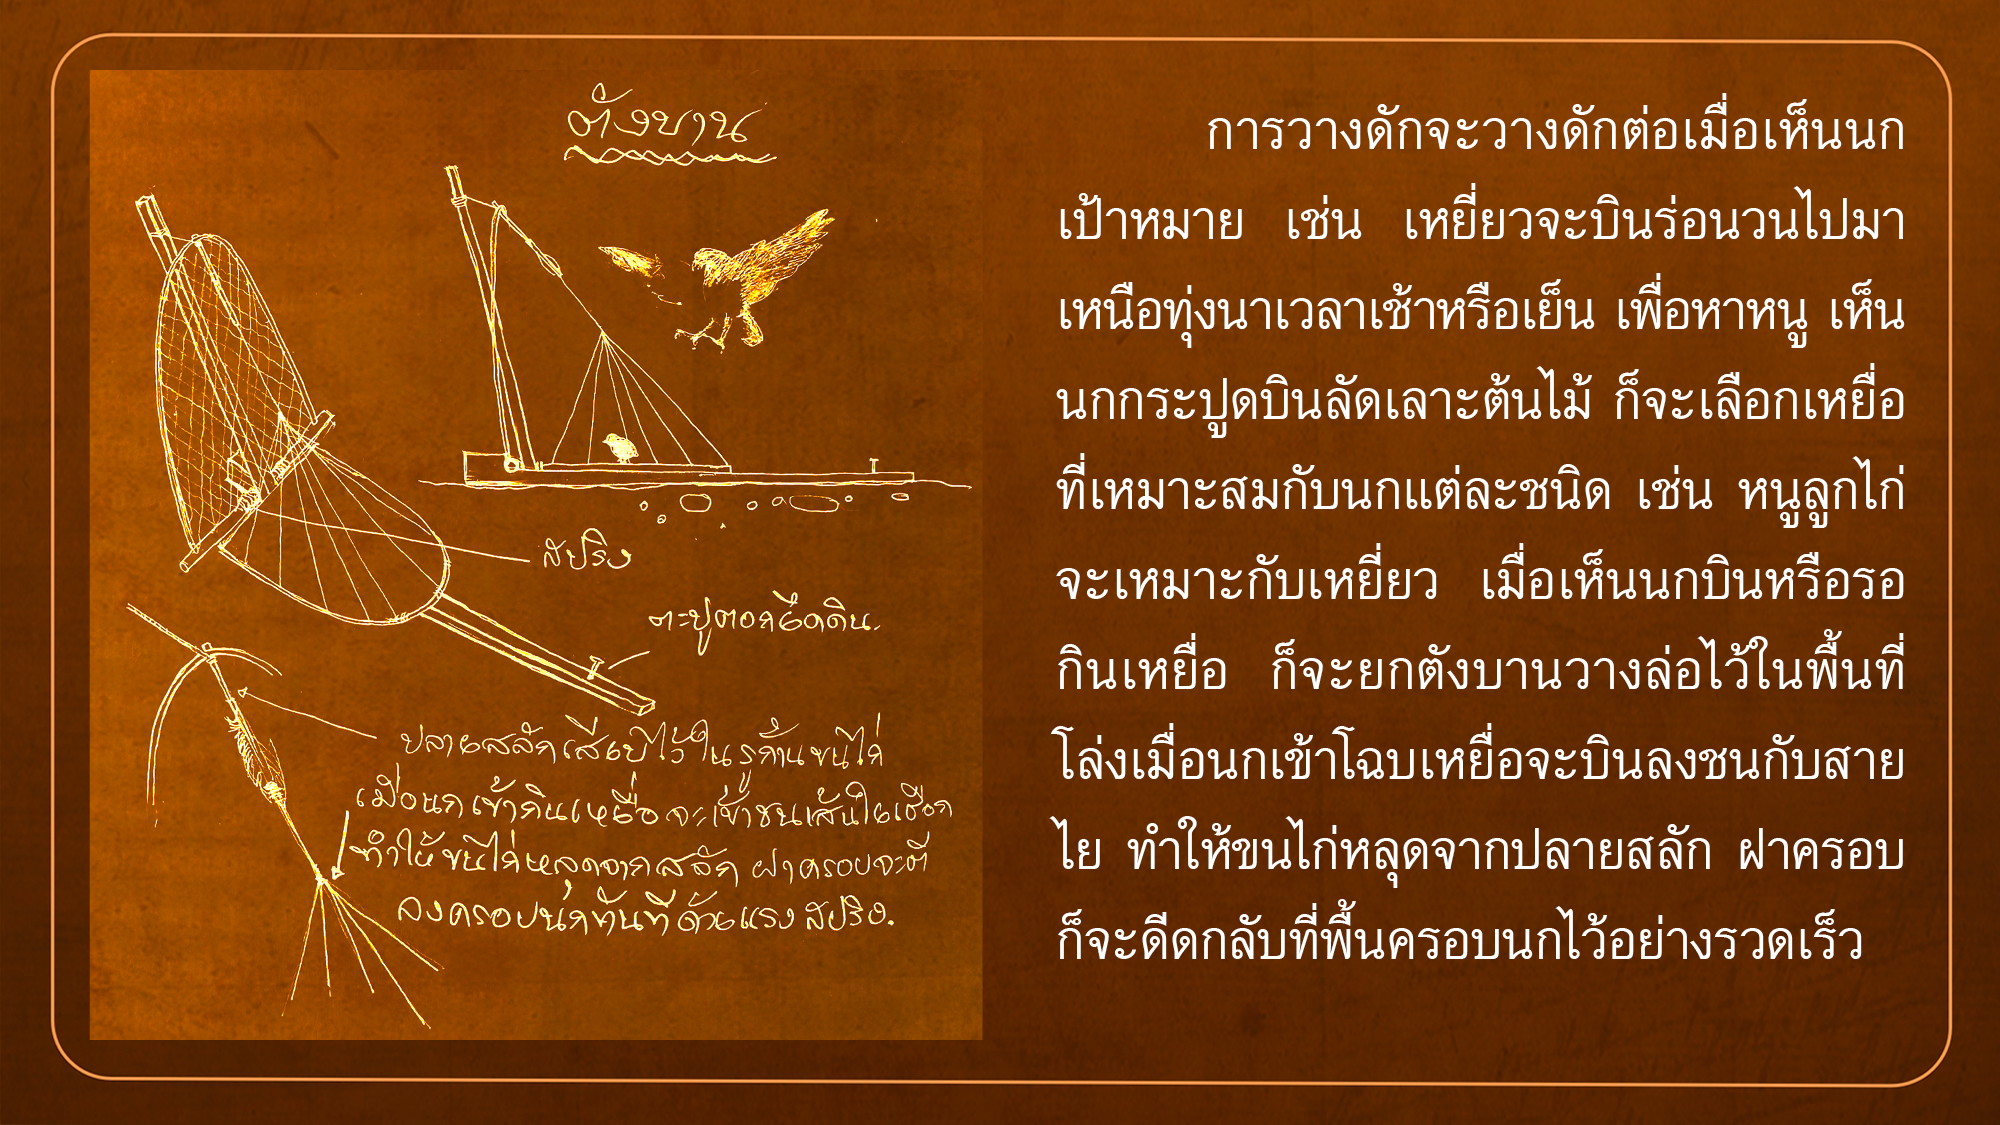 ตังบาน
สปริง
ตะปูตอกยึดดิน.
ปลายสลักเสียบไว้ในรูก้านขนไก่
เมื่อนกเข้ากินเหยื่อ จะเข้าชนเส้นใยเชือก
ทำให้ขนไก่หลุดจากสลัก ฝาครอบจะตี
ลงครอบนกทันทีด้วยแรงสปริง.
การวางดักจะวางดักต่อเมื่อเห็นนก
เป้าหมาย เช่น เหยี่ยวจะบินร่อนวนไปมา
เหนือทุ่งนาเวลาเช้าหรือเย็น เพื่อหาหนู เห็น
นกกระปูดบินลัดเลาะต้นไม้ ก็จะเลือกเหยื่อ
ที่เหมาะสมกับนกแต่ละชนิด เช่น หนูลูกไก่
จะเหมาะกับเหยี่ยว เมื่อเห็นนกบินหรือรอ
กินเหยื่อ ก็จะยกตังบานวางล่อไว้ในพื้นที่
โล่งเมื่อนกเข้าโฉบเหยื่อจะบินลงชนกับสาย
ใย ทำให้ขนไก่หลุดจากปลายสลัก ฝาครอบ
ก็จะดีดกลับที่พื้นครอบนกไว้อย่างรวดเร็ว